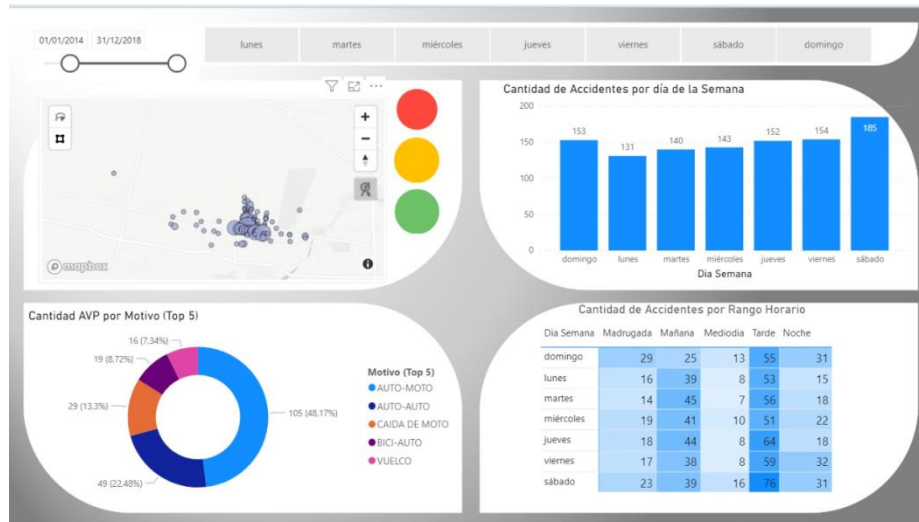 01/01/2014 31/12/2018
lunes martes miércoles jueves viernes sábado domingo
mapbox
Cantidad de Accidentes por día de la Semana
200
150
100
50
0
153 131 140 143 152 154 185
domingo lunes martes miércoles jueves viernes sábado
Dia Semana
Cantidad AVP por Motivo (Top 5)
16 (7.34%)
19 (8.72%)
29 (13.3%)
49 (22.48%)
105 (48.17%)
Motivo (Top 5)
AUTO-MOTO
AUTO-AUTO
CAIDA DE MOTO
BICI-AUTO
VUELCO
Cantidad de Accidentes por Rango Horario
Dia Semana Madrugada Mañana Mediodia Tarde Noche
domingo 29 25 13 55 31
lunes 16 39 8 53 15
martes 14 45 7 56 18
miércoles 19 41 10 51 22
jueves 18 44 8 64 18
viernes 17 38 8 59 32
sábado 23 39 16 76 31